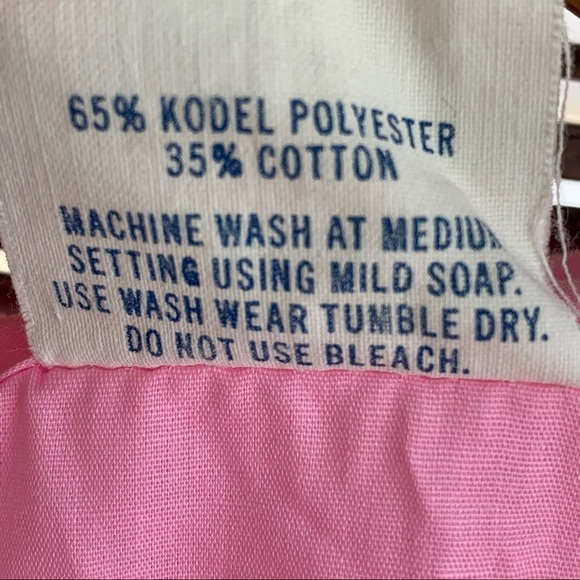 65% KODEL POLYESTER
35% COTTON
MACHINE WASH AT MEDIUM
SETTING USING MILD SOAP.
USE WASH WEAR TUMBLE DRY.
DO NOT USE BLEACH.